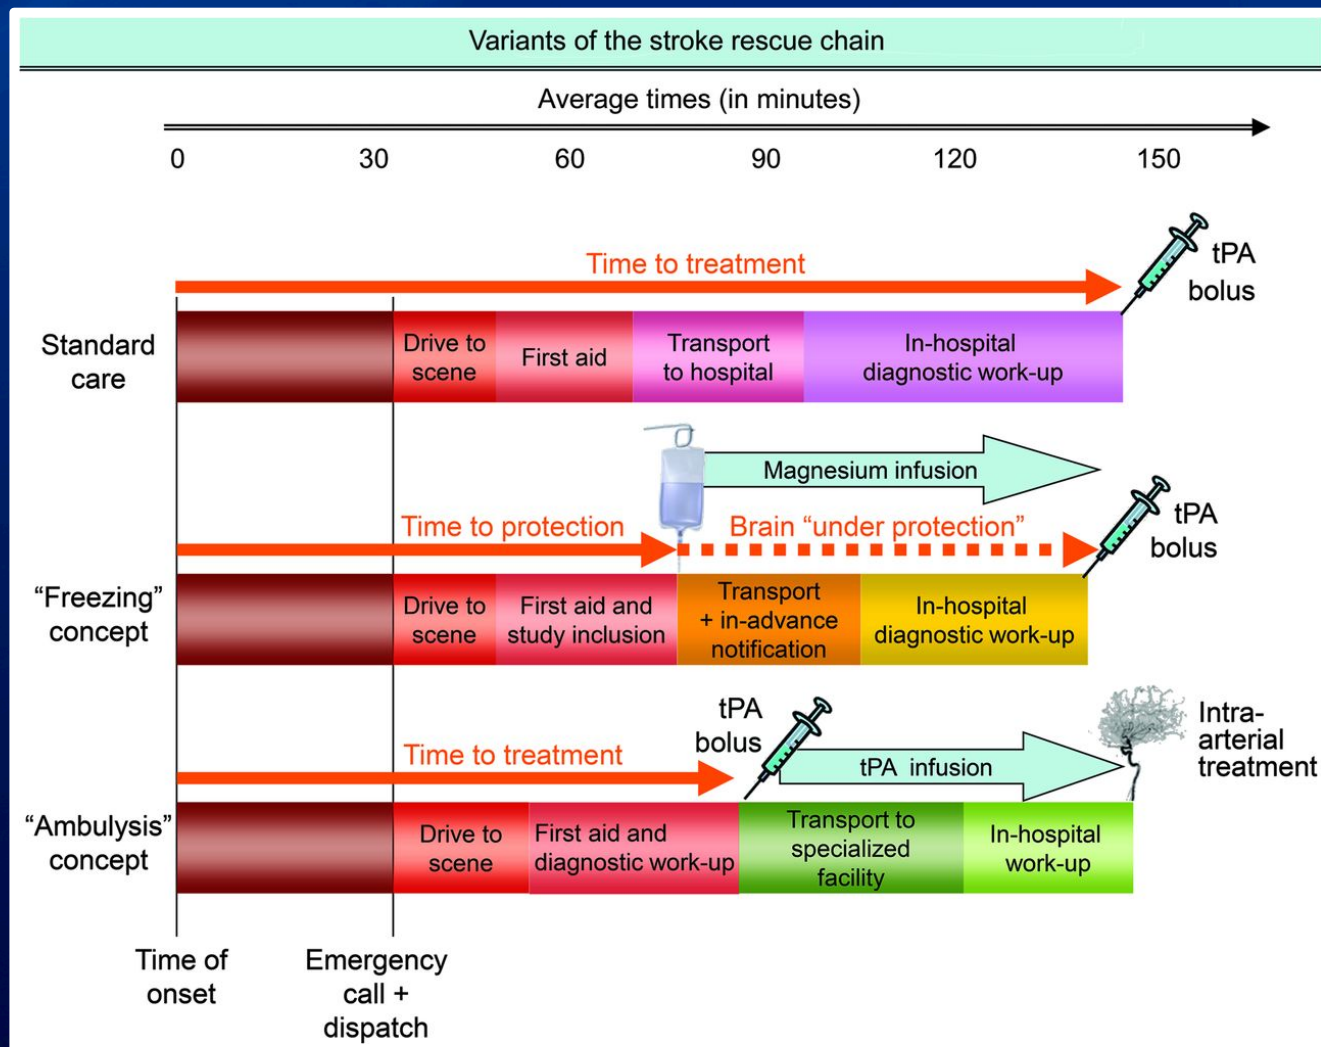 Variants of the stroke rescue chain
Average times (in minutes)
0 30 60 90 120 150
Time to treatment
tPA
bolus
Standard
care
Drive to
scene
First aid
Transport
to hospital
In-hospital
diagnostic work-up
Magnesium infusion
Time to protection
Brain “under protection”
tPA
bolus
“Freezing”
concept
Drive to
scene
First aid and
study inclusion
Transport
+ in-advance
notification
In-hospital
diagnostic work-up
Time to treatment
tPA
bolus
tPA infusion
Intra-
arterial
treatment
“Ambulysis”
concept
Drive to
scene
First aid and
diagnostic work-up
Transport to
specialized
facility
In-hospital
work-up
Time of
onset
Emergency
call +
dispatch